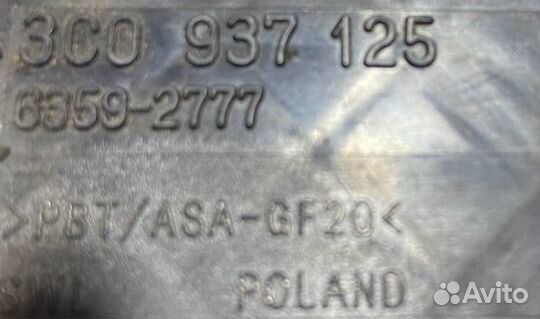 3C0 937 125
6359-2777
>PBT/ASA-GF20<
POLAND
Avito